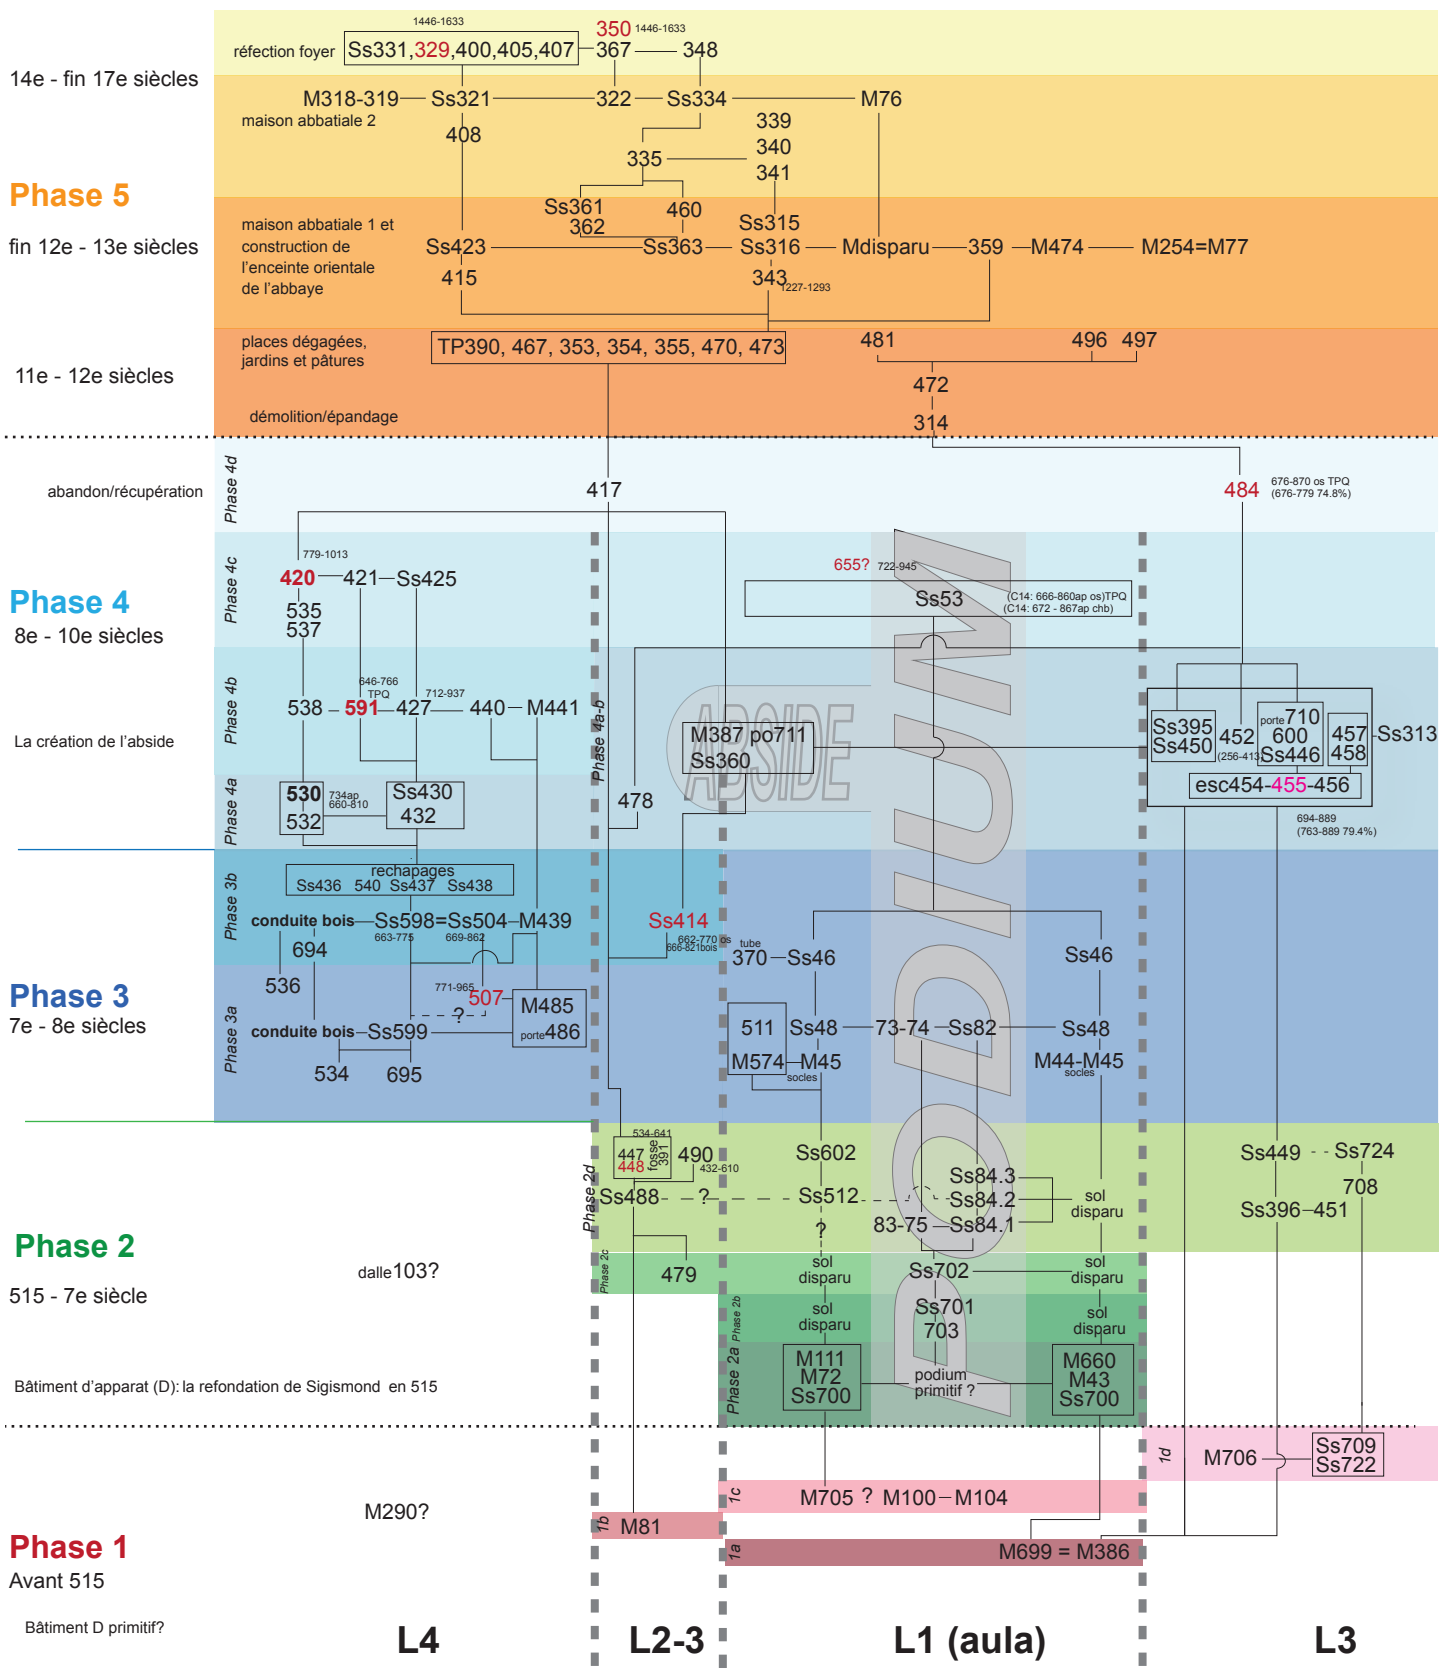 1446-1633
350 1446-1633
réfection foyer
Ss331,329,400,405,407
367
348
14e - fin 17e siècles
M318-319
Ss321
322
Ss334
M76
maison abbatiale 2
408
339
340
335
341
Phase 5
Ss361
362
460
Ss315
maison abbatiale 1 et
construction de
l'enceinte orientale
de l'abbaye
fin 12e - 13e siècles
Ss423
Ss363
Ss316
Mdisparu
359
M474
M254=M77
415
343
1227-1293
places dégagées,
jardins et pâtures
TP390, 467, 353, 354, 355, 470, 473
481
496
497
11e - 12e siècles
472
démolition/épandage
314
Phase 4d
abandon/récupération
417
484
676-870 os TPQ
(676-779 74.8%)
Phase 4c
779-1013
420
421
Ss425
655? 722-945
Ss53
(C14: 666-860ap os)TPQ
(C14: 672 - 867ap chb)
Phase 4
8e - 10e siècles
535
537
Phase 4b
646-766
TPQ
712-937
538
591
427
440
M441
La création de l'abside
Phase 4a-b
ABSIDE
M387 po711
Ss360
Ss395
Ss450
452
(256-413)
porte 710
600
Ss446
457
458
Ss313
esc454-455-456
694-889
(763-889 79.4%)
Phase 4a
530
532
734ap
660-810
Ss430
432
478
PODIUM
Phase 3b
rechapages
Ss436 540 Ss437 Ss438
conduite bois
Ss598=Ss504
M439
663-775
669-862
694
536
Ss414
662-770 os
666-821bois
tube
370
Ss46
Ss46
Phase 3
7e - 8e siècles
Phase 3a
771-965
507
?
M485
porte486
conduite bois
Ss599
534
695
511
M574
Ss48
M45
socles
73-74
Ss82
Ss48
M44-M45
socles
Phase 2d
534-641
447
448
fosse
391
490
432-610
Ss602
Ss449
Ss724
Ss488
?
Ss512
?
83-75
Ss84.3
Ss84.2
Ss84.1
sol
disparu
708
Ss396
451
Phase 2
515 - 7e siècle
dalle103?
Phase 2c
479
sol
disparu
Ss702
sol
disparu
Phase 2b
sol
disparu
Ss701
703
sol
disparu
Phase 2a
M111
M72
Ss700
podium
primitif ?
M660
M43
Ss700
Bâtiment d'apparat (D): la refondation de Sigismond en 515
1d
M706
Ss709
Ss722
1c
M705 ? M100
M104
M290?
1b
M81
1a
M699 = M386
Phase 1
Avant 515
Bâtiment D primitif?
L4
L2-3
L1 (aula)
L3